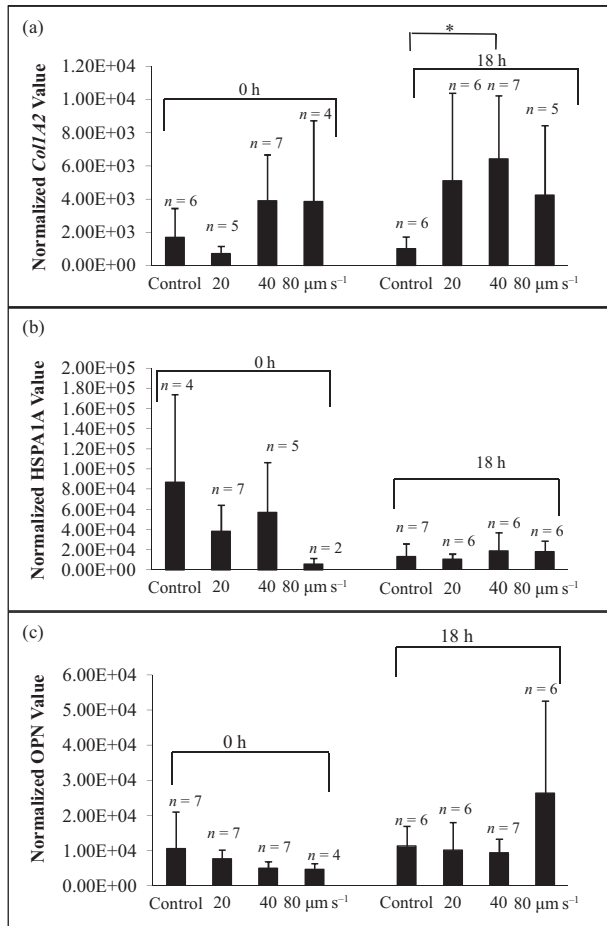 (a)
*
18 h
0 h
n = 6
n = 5
n = 7
n = 4
n = 6
n = 6
n = 7
n = 5
Normalized Col1A2 Value
1.20E+04
1.00E+04
8.00E+03
6.00E+03
4.00E+03
2.00E+03
0.00E+00
Control 20 40 80 μm s⁻¹ Control 20 40 80 μm s⁻¹
(b)
0 h
18 h
n = 4
n = 7
n = 5
n = 2
n = 7
n = 6
n = 6
n = 6
Normalized HSPA1A Value
2.00E+05
1.80E+05
1.60E+05
1.40E+05
1.20E+05
1.00E+05
8.00E+04
6.00E+04
4.00E+04
2.00E+04
0.00E+00
Control 20 40 80 μm s⁻¹ Control 20 40 80 μm s⁻¹
(c)
18 h
0 h
n = 7
n = 7
n = 7
n = 4
n = 6
n = 6
n = 7
n = 6
Normalized OPN Value
6.00E+04
5.00E+04
4.00E+04
3.00E+04
2.00E+04
1.00E+04
0.00E+00
Control 20 40 80 μm s⁻¹ Control 20 40 80 μm s⁻¹